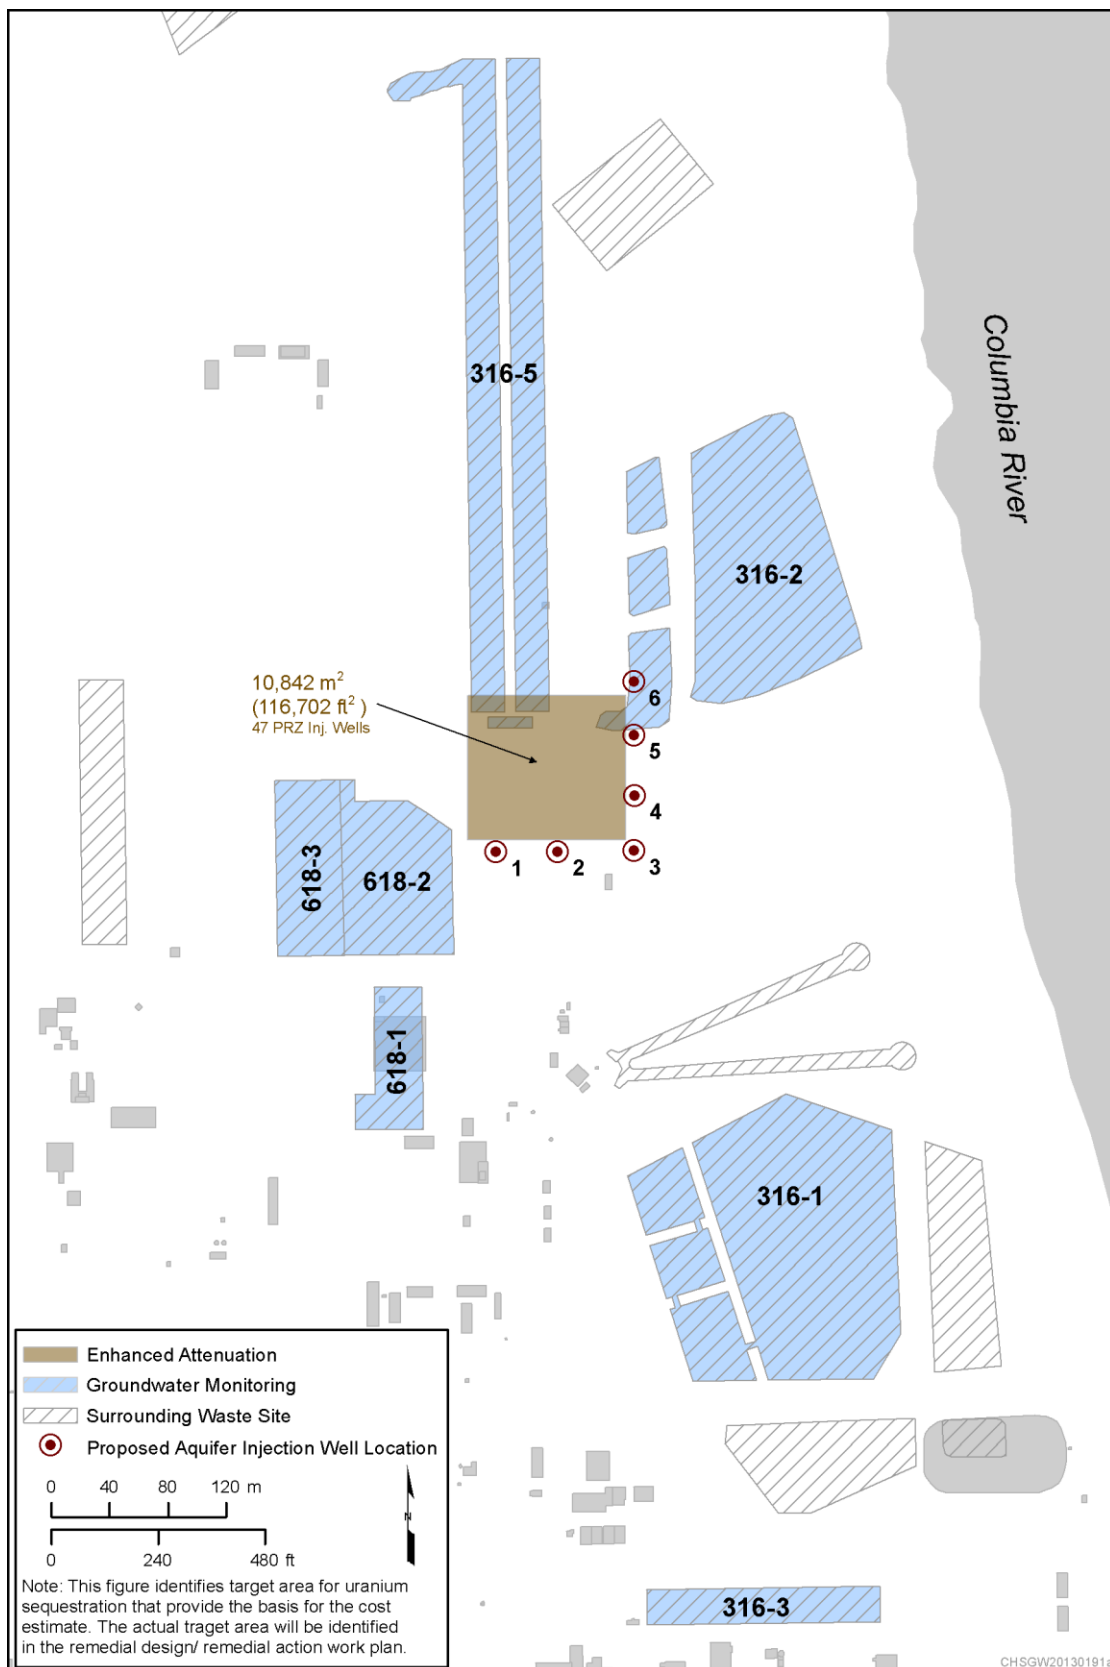 316-5
Columbia River
316-2
10,842 m²
(116,702 ft² )
47 PRZ Inj. Wells
6
5
4
1
2
3
618-3
618-2
618-1
316-1
Enhanced Attenuation
Groundwater Monitoring
Surrounding Waste Site
Proposed Aquifer Injection Well Location
0 40 80 120 m
N
0 240 480 ft
Note: This figure identifies target area for uranium
sequestration that provide the basis for the cost
estimate. The actual traget area will be identified
in the remedial design/ remedial action work plan.
316-3
CHSGW20130191a